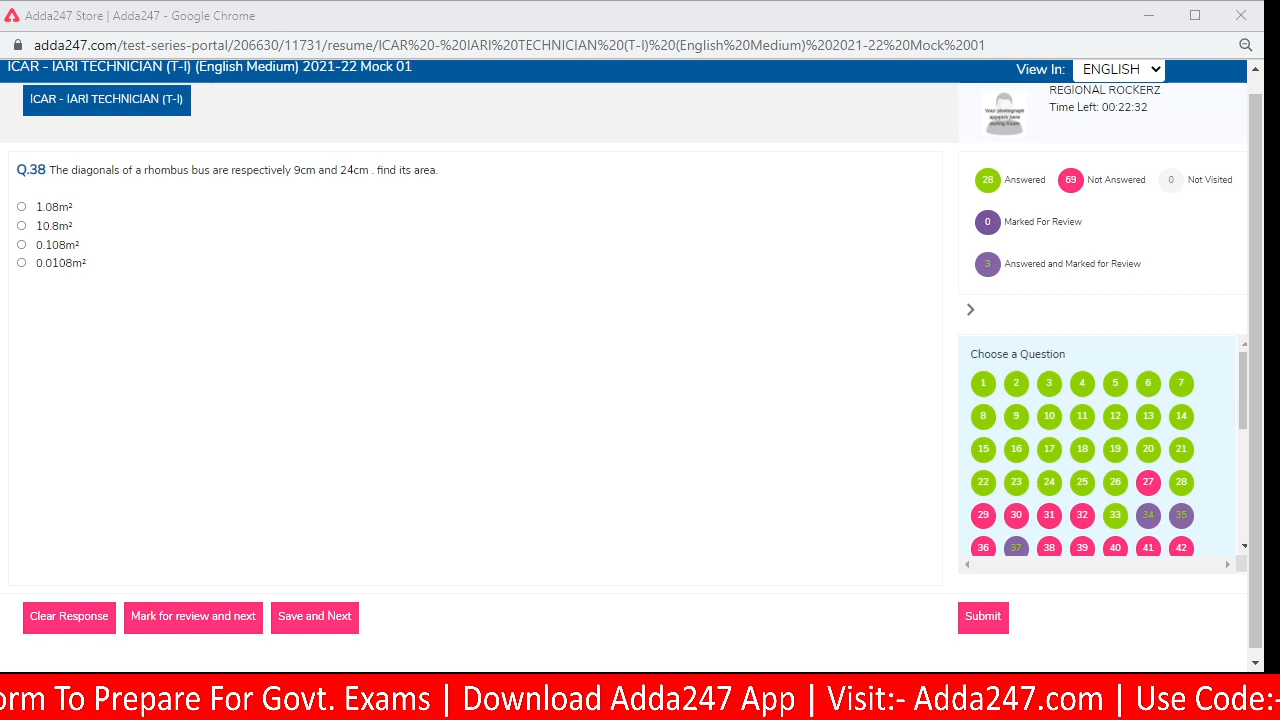 Adda247 Store | Adda247 - Google Chrome
adda247.com/test-series-portal/206630/11731/resume/ICAR%20-%20IARI%20TECHNICIAN%20(T-I)%20(English%20Medium)%202021-22%20Mock%2001
ICAR - IARI TECHNICIAN (T-I) (English Medium) 2021-22 Mock 01
View In: ENGLISH
ICAR - IARI TECHNICIAN (T-I)
Your photograph
appears here
during Exam
REGIONAL ROCKERZ
Time Left: 00:22:32
Q.38 The diagonals of a rhombus bus are respectively 9cm and 24cm . find its area.
1.08m²
10.8m²
0.108m²
0.0108m²
28 Answered 69 Not Answered 0 Not Visited
0 Marked For Review
3 Answered and Marked for Review
Choose a Question
1 2 3 4 5 6 7
8 9 10 11 12 13 14
15 16 17 18 19 20 21
22 23 24 25 26 27 28
29 30 31 32 33 34 35
36 37 38 39 40 41 42
Clear Response Mark for review and next Save and Next Submit
orm To Prepare For Govt. Exams | Download Adda247 App | Visit:- Adda247.com | Use Code:-